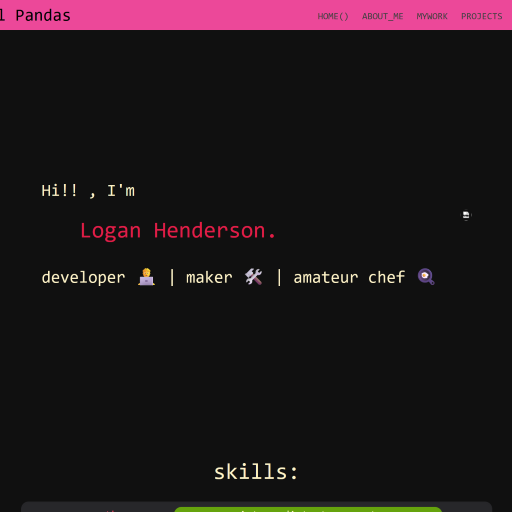 l Pandas
HOME() ABOUT_ME MYWORK PROJECTS
Hi!! , I'm
Logan Henderson.
developer 👩‍💻 | maker 🛠 | amateur chef 🍳
skills: